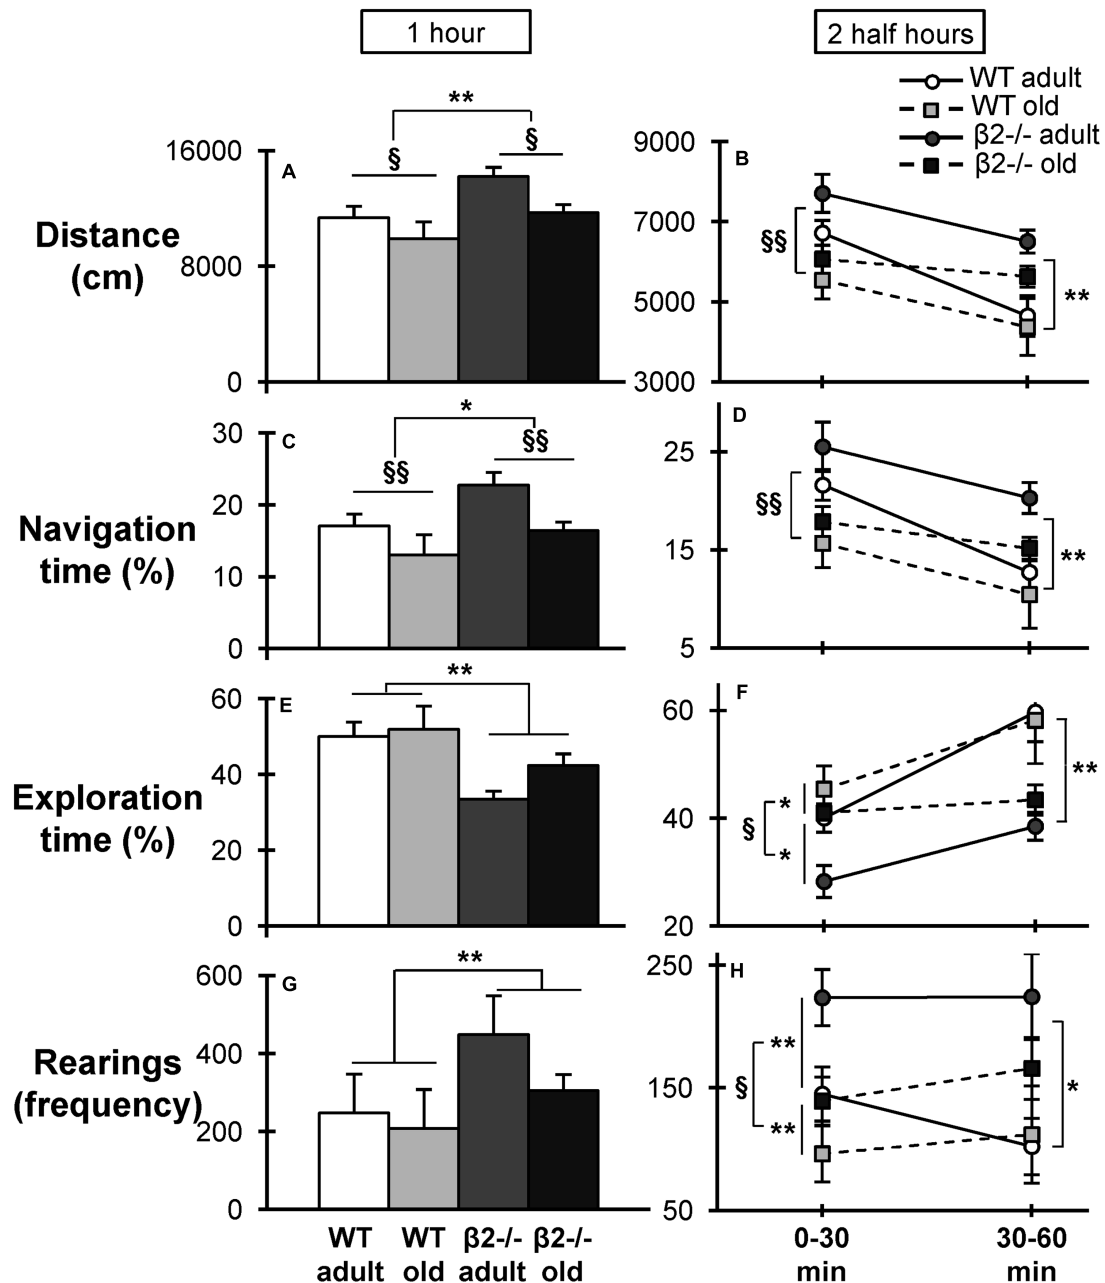 1 hour
2 half hours
WT adult
WT old
β2-/- adult
β2-/- old
Distance
(cm)
16000
8000
0
A
**
§
§
9000
7000
5000
3000
B
§§
**
Navigation
time (%)
30
20
10
0
C
*
§§
§§
25
15
5
D
§§
**
Exploration
time (%)
60
40
20
0
E
**
60
40
20
F
§
*
*
**
Rearings
(frequency)
600
400
200
0
G
**
250
150
50
H
§
**
**
*
WT
adult
WT
old
β2-/-
adult
β2-/-
old
0-30
min
30-60
min